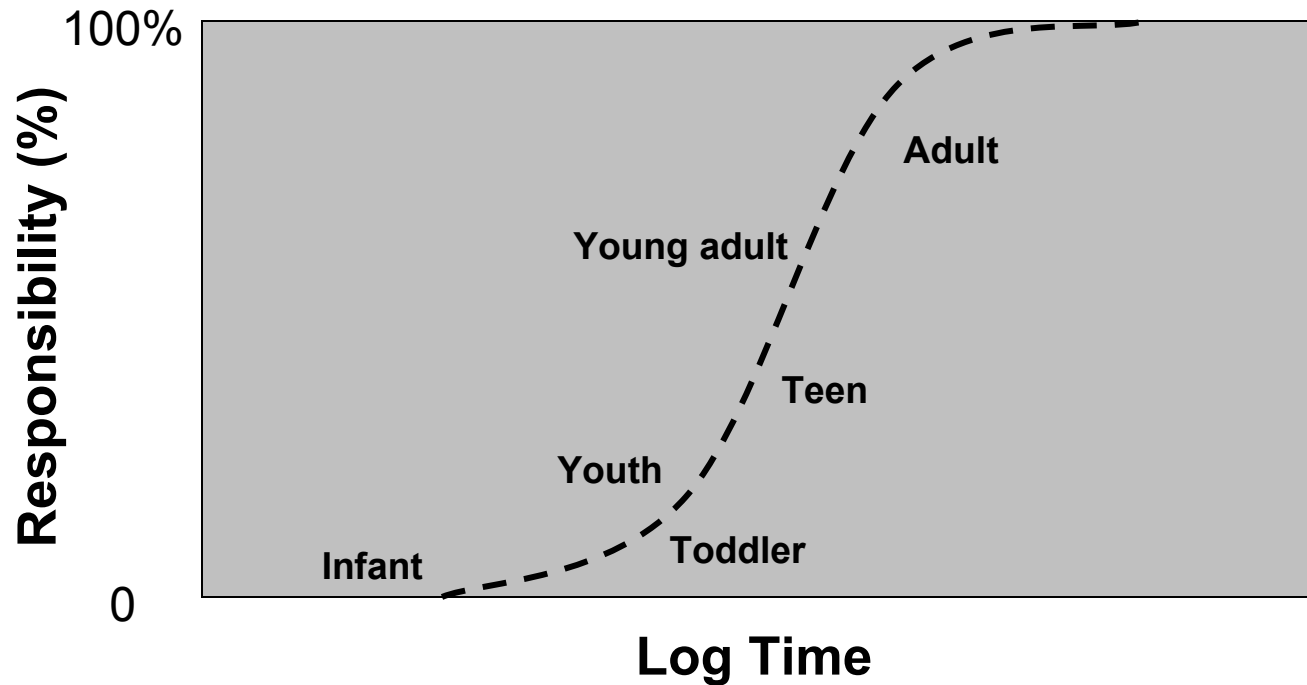 100%
Responsibility (%)
Adult
Young adult
Teen
Youth
Toddler
Infant
0
Log Time